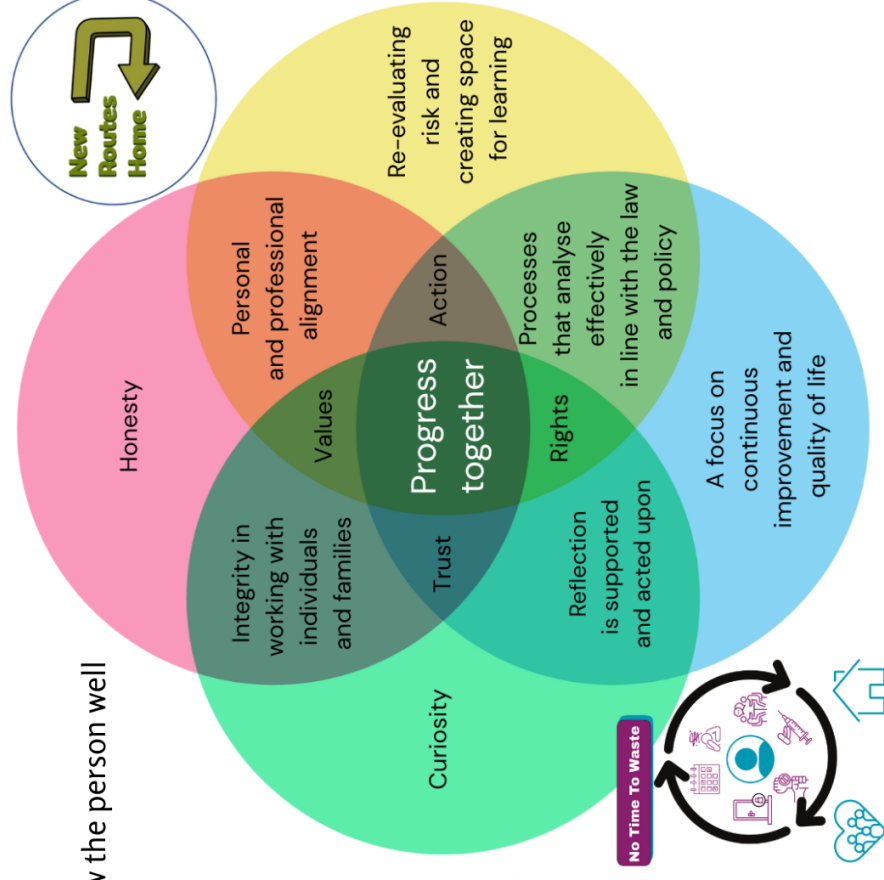 the person well
New
Routes
Home
Honesty
Personal
and professional
alignment
Re-evaluating
risk and
creating space
for learning
Integrity in
working with
individuals
and families
Values
Action
Progress
together
Trust
Rights
Processes
that analyse
effectively
in line with the law
and policy
Curiosity
Reflection
is supported
and acted upon
A focus on
continuous
improvement and
quality of life
No Time To Waste